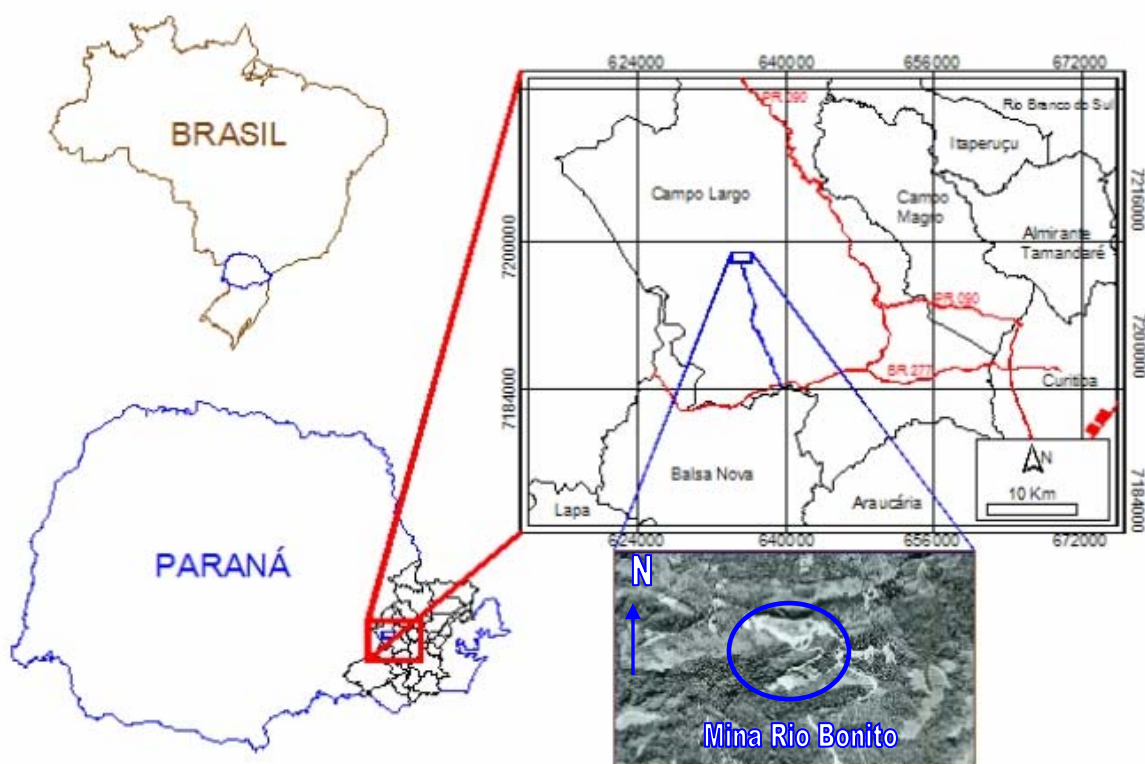 BRASIL
PARANÁ
624000 640000 656000 672000
PR.090
Rio Branco do Sul
Itaperuçu
Campo Largo
Campo
Magro
Almirante
Tamandaré
PR.090
BR.277
Curitiba
Balsa Nova
Araucária
Lapa
N
10 Km
7200000
7184000
7216000
7200000
7184000
624000 640000 656000 672000
N
Mina Rio Bonito